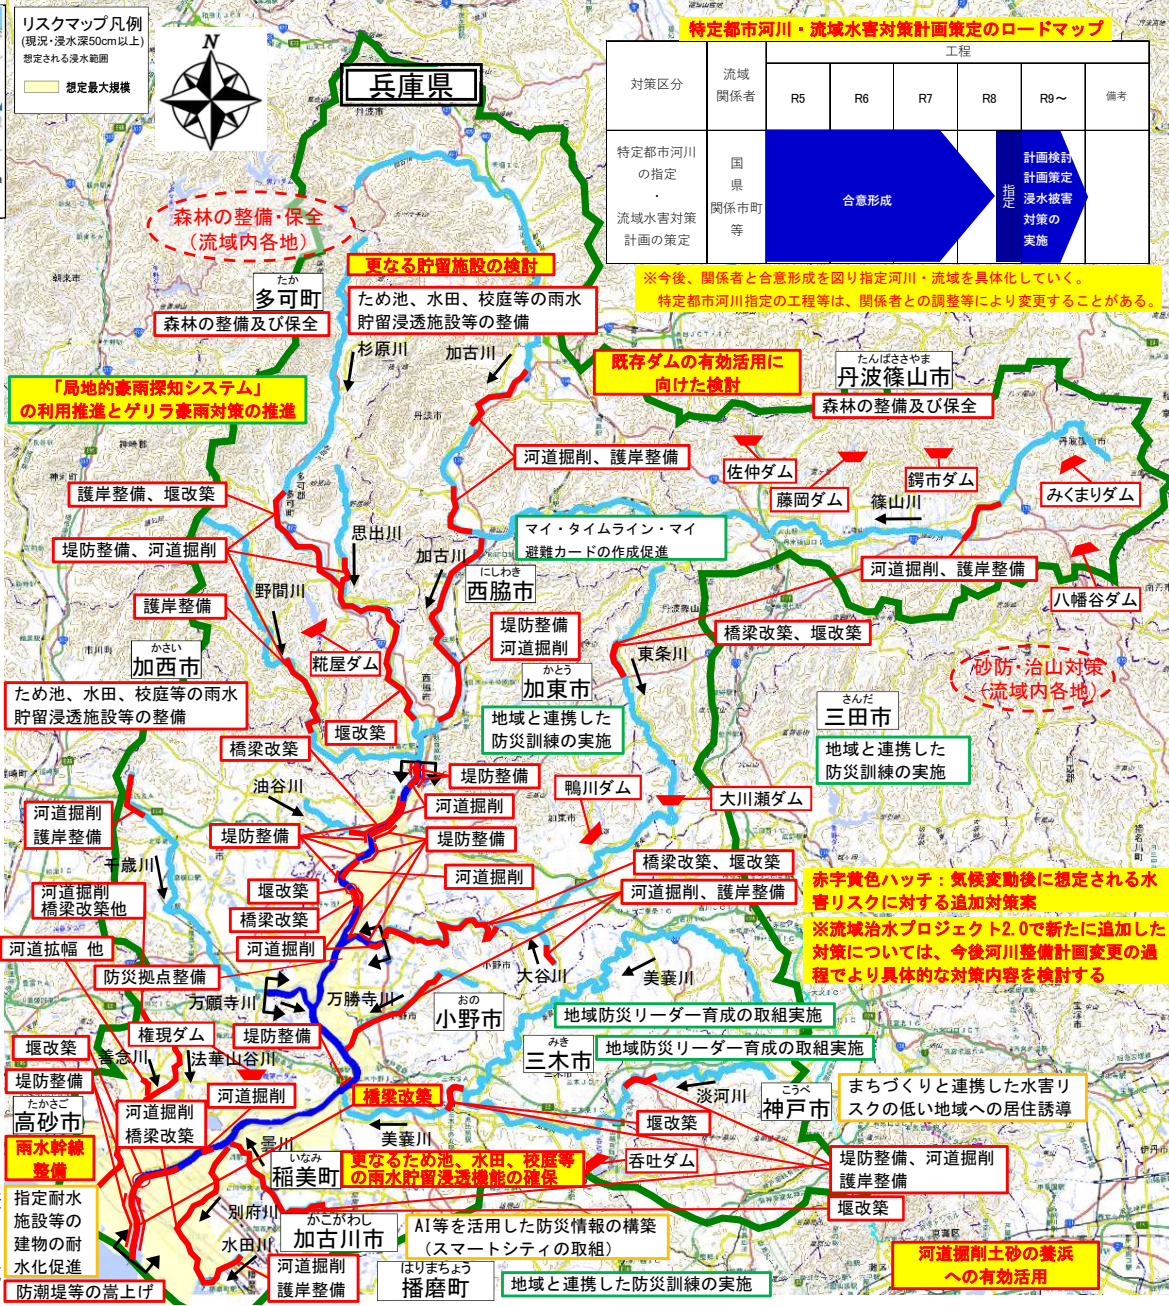 リスクマップ凡例
(現況・浸水深50cm以上)
想定される浸水範囲
想定最大規模
N
兵庫県
特定都市河川・流域水害対策計画策定のロードマップ
対策区分
流域
関係者
工程
R5
R6
R7
R8
R9～
備考
特定都市河川
の指定
・
流域水害対策
計画の策定
国
県
関係市町
等
合意形成
指定
計画検討
計画策定
浸水被害
対策の
実施
※今後、関係者と合意形成を図り指定河川・流域を具体化していく。
特定都市河川指定の工程等は、関係者との調整等により変更することがある。
森林の整備・保全
（流域内各地）
たか
多可町
森林の整備及び保全
更なる貯留施設の検討
ため池、水田、校庭等の雨水
貯留浸透施設等の整備
杉原川
加古川
既存ダムの有効活用に
向けた検討
たんばささやま
丹波篠山市
森林の整備及び保全
「局地的豪雨探知システム」
の利用推進とゲリラ豪雨対策の推進
河道掘削、護岸整備
佐仲ダム
藤岡ダム
鍔市ダム
みくまりダム
篠山川
護岸整備、堰改築
堤防整備、河道掘削
思出川
加古川
マイ・タイムライン・マイ
避難カードの作成促進
にしわき
西脇市
河道掘削、護岸整備
八幡谷ダム
野間川
護岸整備
堤防整備
河道掘削
橋梁改築、堰改築
かさい
加西市
糀屋ダム
かとう
加東市
東条川
砂防・治山対策
（流域内各地）
ため池、水田、校庭等の雨水
貯留浸透施設等の整備
堰改築
地域と連携した
防災訓練の実施
さんだ
三田市
地域と連携した
防災訓練の実施
橋梁改築
油谷川
堤防整備
河道掘削
鴨川ダム
大川瀬ダム
河道掘削
護岸整備
堤防整備
堤防整備
千歳川
堰改築
河道掘削
橋梁改築、堰改築
河道掘削、護岸整備
赤字黄色ハッチ：気候変動後に想定される水
害リスクに対する追加対策案
河道掘削
橋梁改築他
橋梁改築
河道掘削
※流域治水プロジェクト2.0で新たに追加した
対策については、今後河川整備計画変更の過
程でより具体的な対策内容を検討する
河道拡幅 他
防災拠点整備
大谷川
美嚢川
万願寺川
万勝寺川
おの
小野市
地域防災リーダー育成の取組実施
権現ダム
堤防整備
堰改築
善念川
法華山谷川
みき
三木市
地域防災リーダー育成の取組実施
堤防整備
たかさご
高砂市
河道掘削
橋梁改築
河道掘削
橋梁改築
淡河川
こうべ
神戸市
まちづくりと連携した水害リ
スクの低い地域への居住誘導
堰改築
美嚢川
雨水幹線
整備
曇川
いなみ
稲美町
更なるため池、水田、校庭等
の雨水貯留浸透機能の確保
呑吐ダム
堤防整備、河道掘削
護岸整備
堰改築
指定耐水
施設等の
建物の耐
水化促進
別府川
水田川
かこがわし
加古川市
AI等を活用した防災情報の構築
（スマートシティの取組）
河道掘削
護岸整備
はりまちょう
播磨町
地域と連携した防災訓練の実施
河道掘削土砂の養浜
への有効活用
防潮堤等の嵩上げ